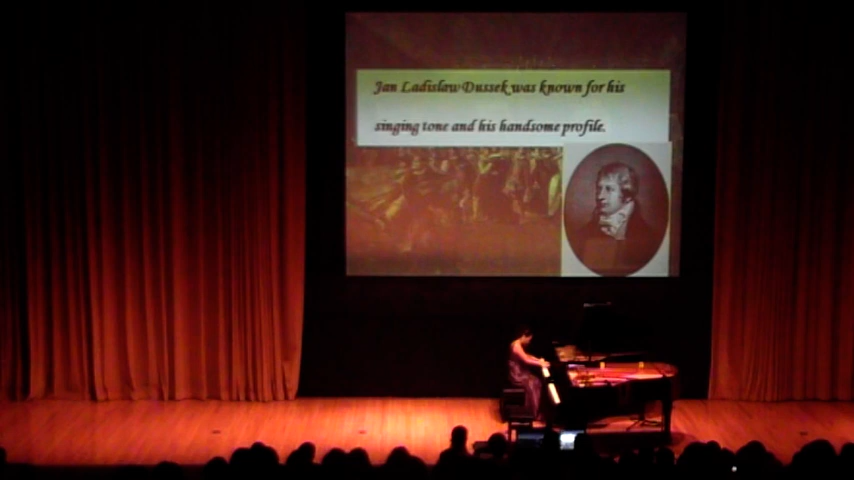 Jan Ladislaw Dussek was known for his
singing tone and his handsome profile.